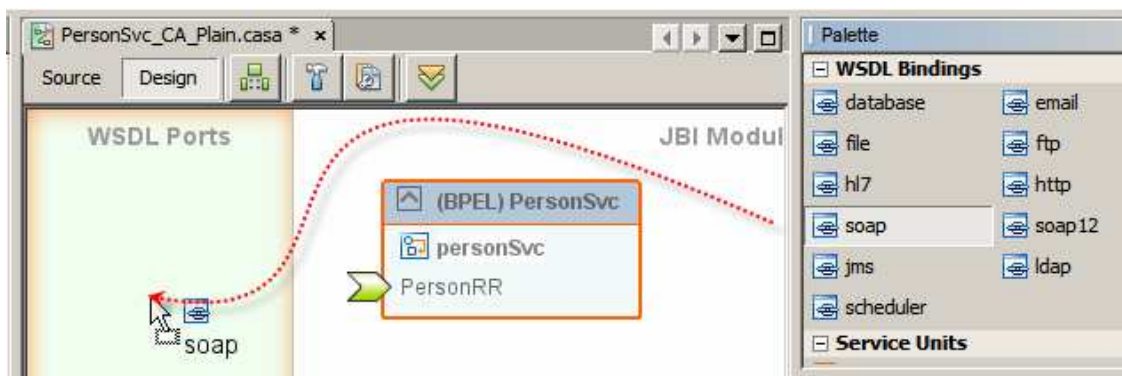 PersonSvc_CA_Plain.casa *
Source Design
WSDL Ports
JBI Modul
(BPEL) PersonSvc
personSvc
PersonRR
soap
Palette
WSDL Bindings
database email
file ftp
hl7 http
soap soap12
jms ldap
scheduler
Service Units